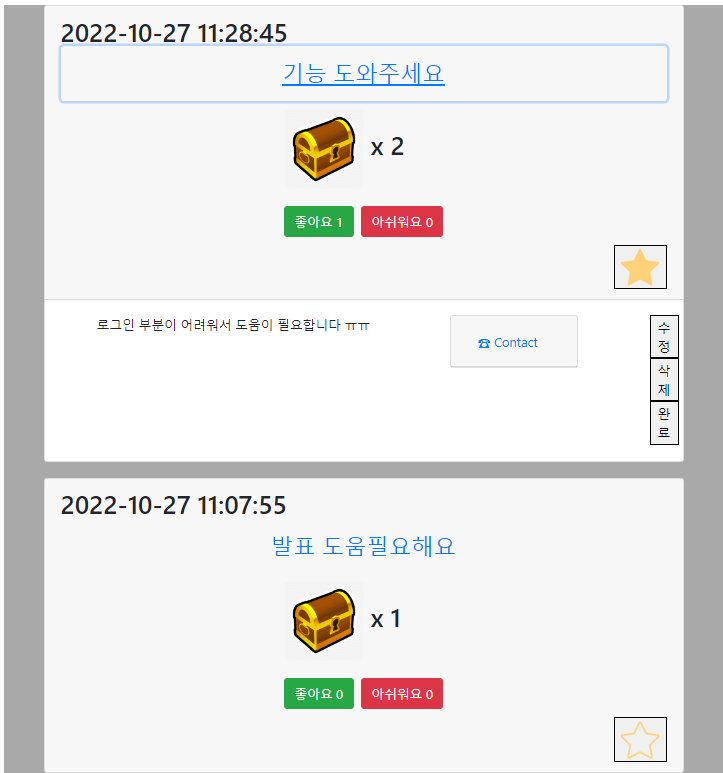 2022-10-27 11:28:45
기능 도와주세요
x 2
좋아요 1 아쉬워요 0
로그인 부분이 어려워서 도움이 필요합니다 ㅠㅠ
☎ Contact
수
정
삭
제
완
료
2022-10-27 11:07:55
발표 도움필요해요
x 1
좋아요 0 아쉬워요 0